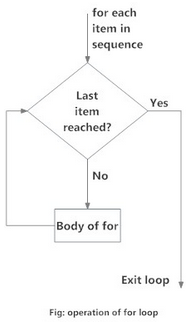 for each
item in
sequence
Last
item
reached?
Yes
No
Body of for
Exit loop
Fig: operation of for loop